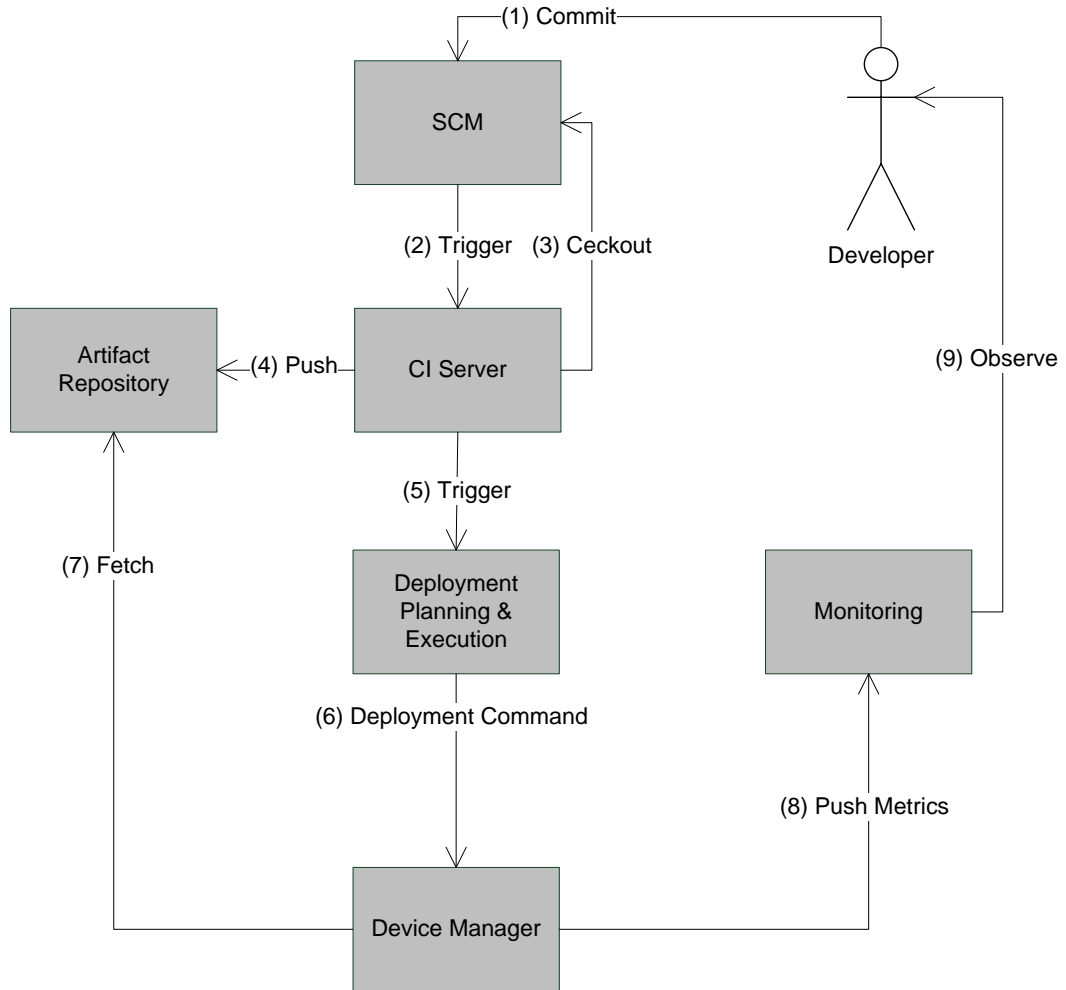 (1) Commit
SCM
(2) Trigger
(3) Ceckout
Developer
Artifact
Repository
(4) Push
CI Server
(9) Observe
(5) Trigger
(7) Fetch
Deployment
Planning &
Execution
Monitoring
(6) Deployment Command
(8) Push Metrics
Device Manager